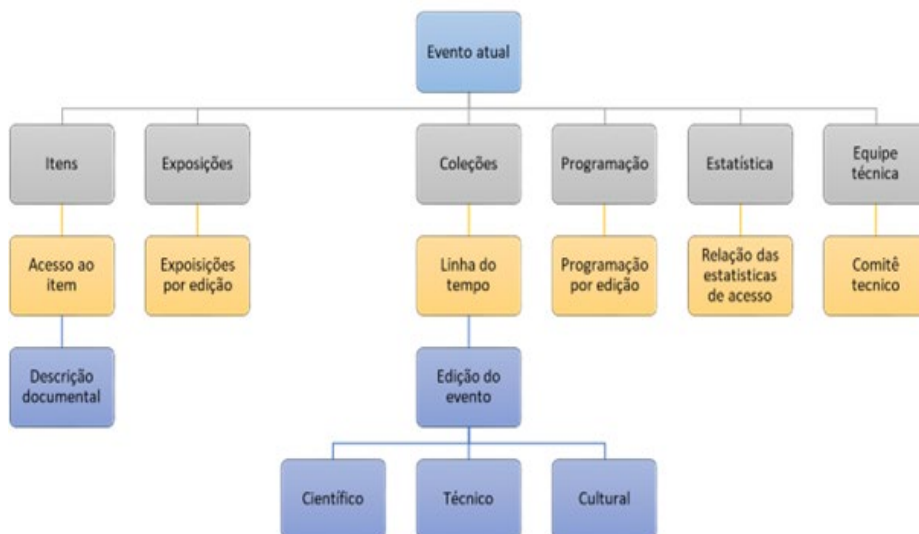 Evento atual
Itens
Exposições
Coleções
Programação
Estatística
Equipe
técnica
Acesso ao
item
Expoisições
por edição
Linha do
tempo
Programação
por edição
Relação das
estatisticas
de acesso
Comitê
tecnico
Descrição
documental
Edição do
evento
Científico
Técnico
Cultural